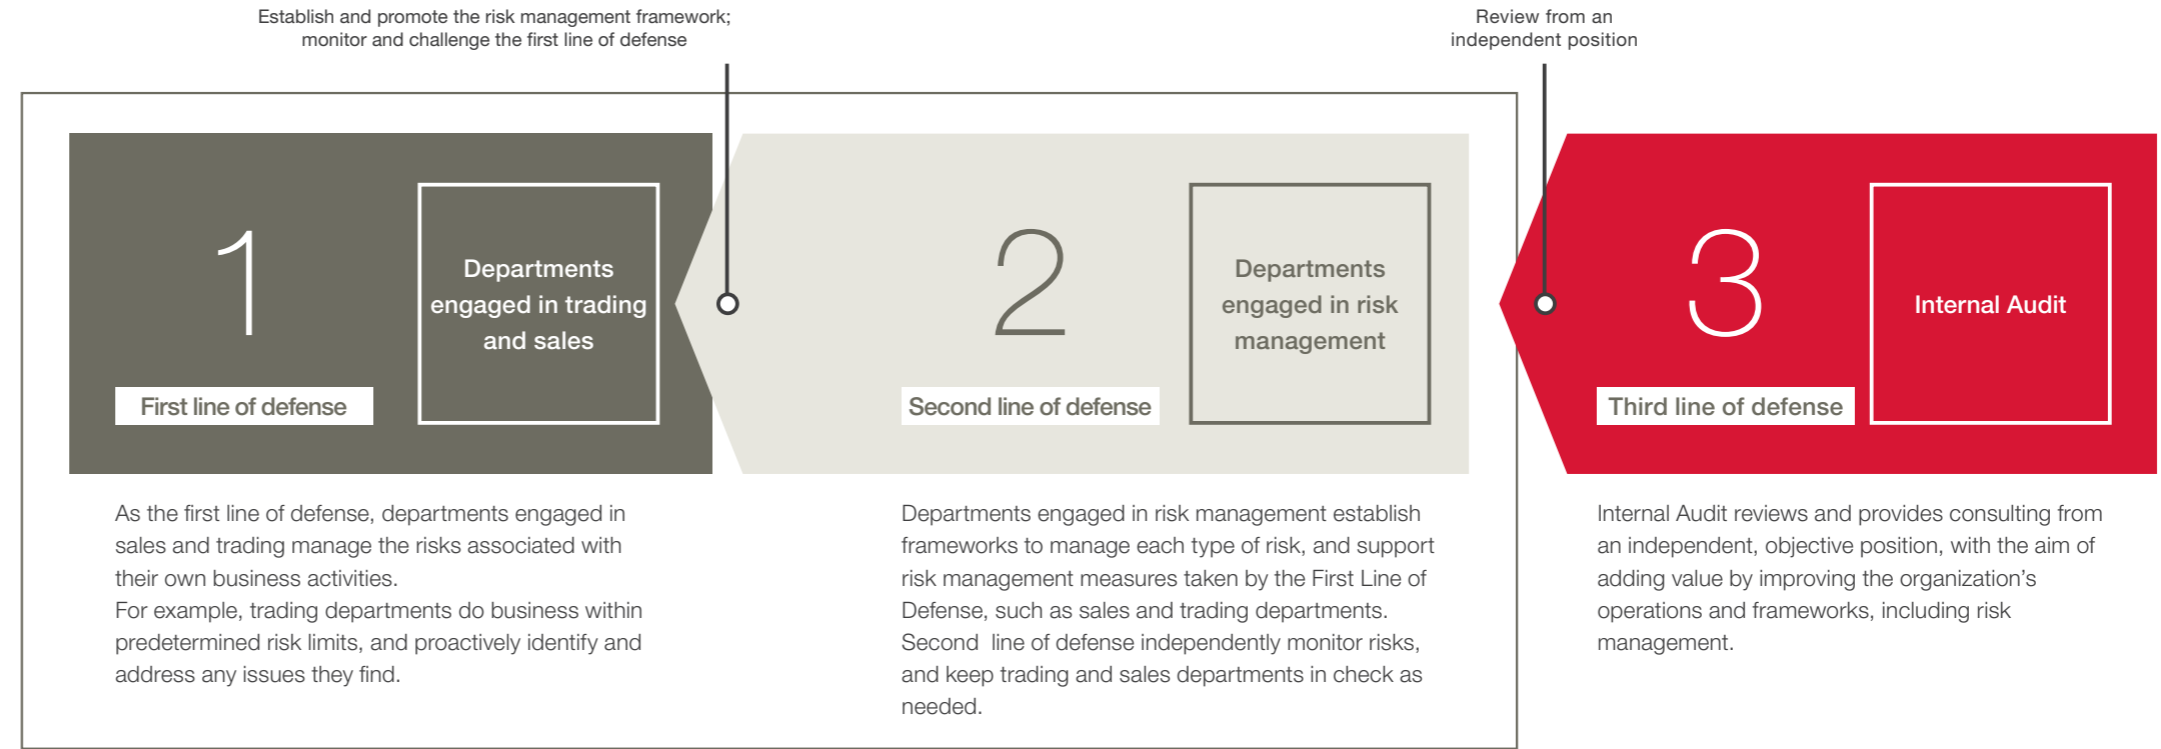 Establish and promote the risk management framework;
monitor and challenge the first line of defense
Review from an
independent position
1
Departments
engaged in trading
and sales
First line of defense
2
Departments
engaged in risk
management
Second line of defense
3
Internal Audit
Third line of defense
As the first line of defense, departments engaged in
sales and trading manage the risks associated with
their own business activities.
For example, trading departments do business within
predetermined risk limits, and proactively identify and
address any issues they find.
Departments engaged in risk management establish
frameworks to manage each type of risk, and support
risk management measures taken by the First Line of
Defense, such as sales and trading departments.
Second  line of defense independently monitor risks,
and keep trading and sales departments in check as
needed.
Internal Audit reviews and provides consulting from
an independent, objective position, with the aim of
adding value by improving the organization’s
operations and frameworks, including risk
management.